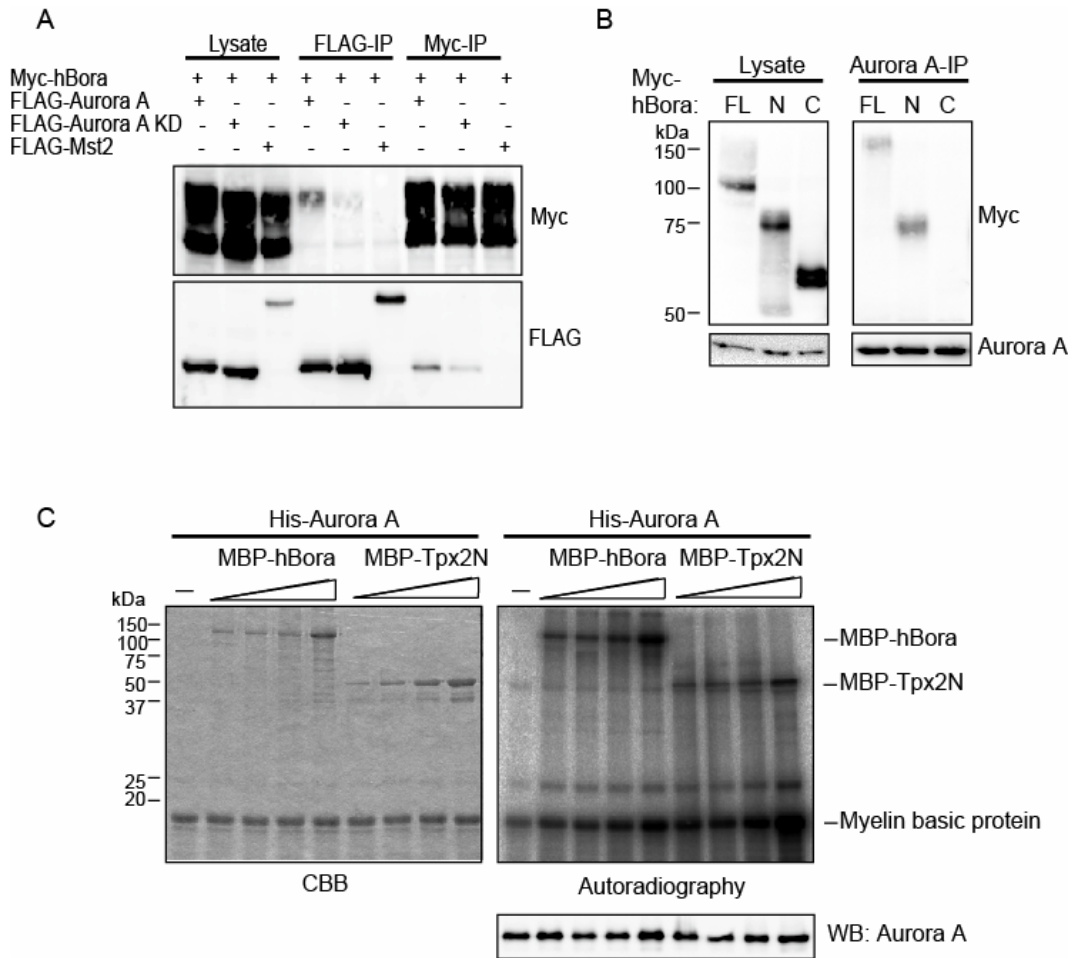 A
Lysate FLAG-IP Myc-IP
Myc-hBora + + + + + + + + +
FLAG-Aurora A + - - + - - + - -
FLAG-Aurora A KD - + - - + - - + -
FLAG-Mst2 - - + - - + - - +
Myc
FLAG
B
Lysate Aurora A-IP
Myc-
hBora: FL N C FL N C
kDa
150
100
75
50
Myc
Aurora A
C
His-Aurora A His-Aurora A
MBP-hBora MBP-Tpx2N MBP-hBora MBP-Tpx2N
kDa
150
100
75
50
37
25
20
MBP-hBora
MBP-Tpx2N
Myelin basic protein
CBB Autoradiography
WB: Aurora A